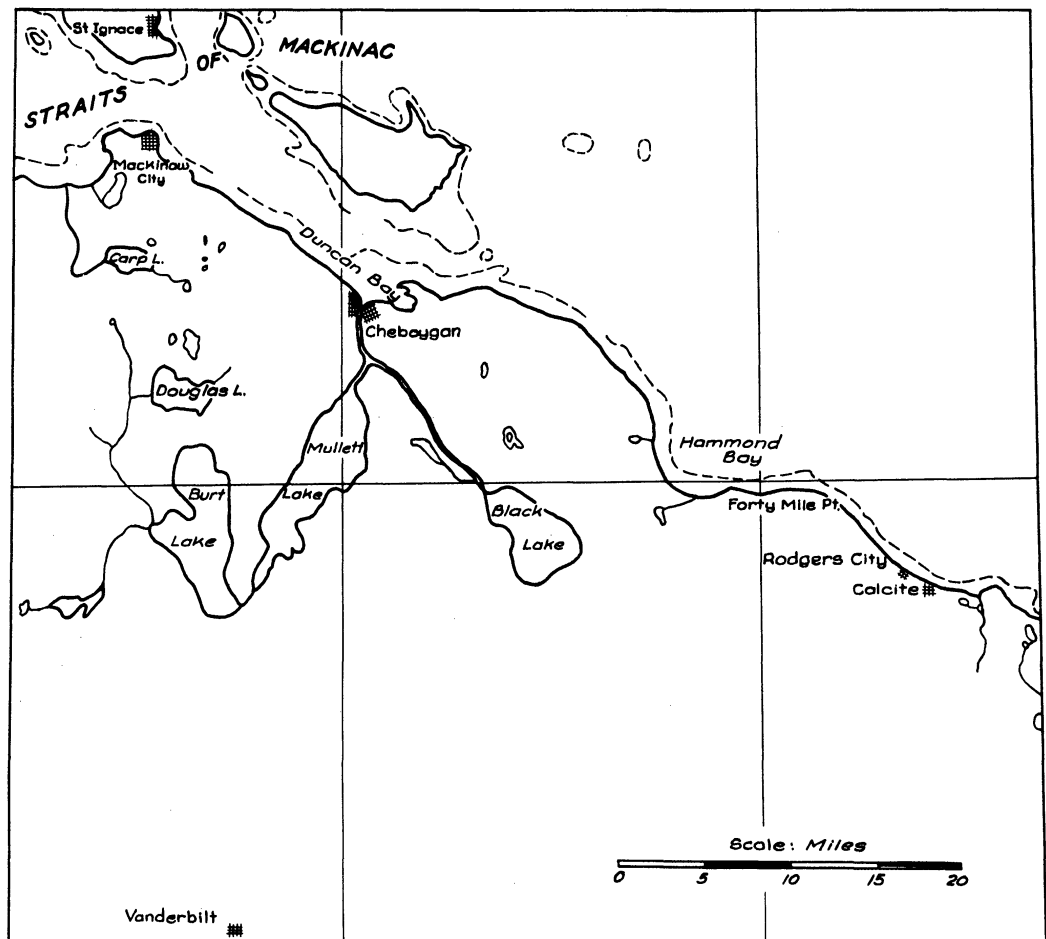 St Ignace
STRAITS OF MACKINAC
Mackinaw
City
Carp L.
Duncan Bay
Cheboygan
Douglas L.
Mullett
Lake
Burt
Lake
Black
Lake
Hammond
Bay
Forty Mile Pt.
Rodgers City
Calcite
Scale: Miles
0 5 10 15 20
Vanderbilt